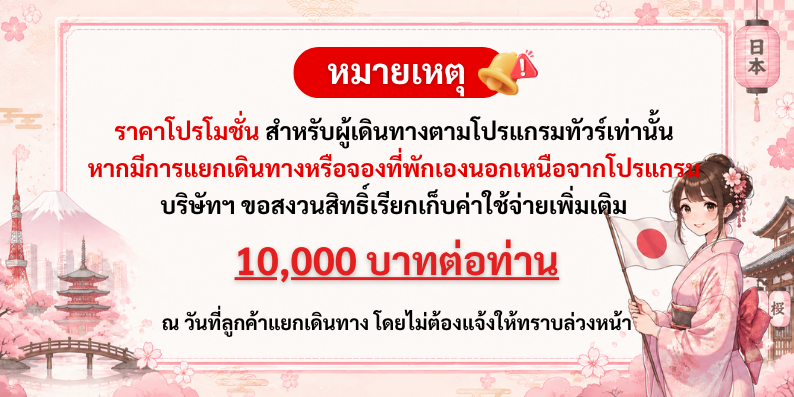 หมายเหตุ
ราคาโปรโมชั่น สำหรับผู้เดินทางตามโปรแกรมทัวร์เท่านั้น
หากมีการแยกเดินทางหรือจองที่พักเองนอกเหนือจากโปรแกรม
บริษัทฯ ขอสงวนสิทธิ์เรียกเก็บค่าใช้จ่ายเพิ่มเติม
10,000 บาทต่อท่าน
ณ วันที่ลูกค้าแยกเดินทาง โดยไม่ต้องแจ้งให้ทราบล่วงหน้า
日本